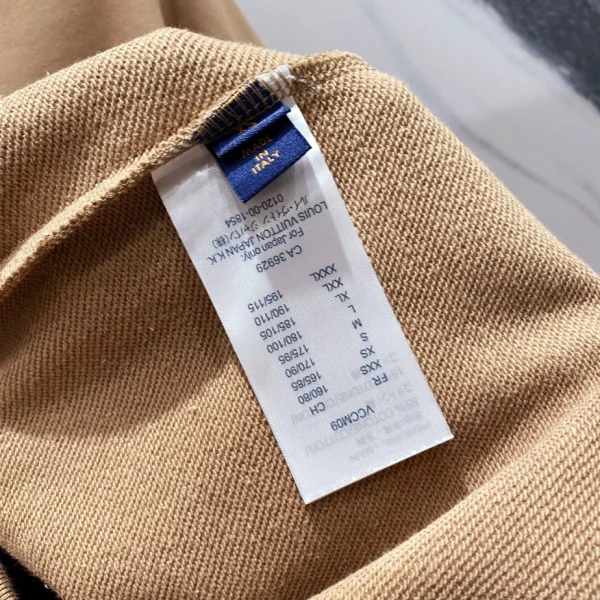 MADE
IN
ITALY
VCCM09
FR CH
XXS 160/80
XS 165/85
S 170/90
M 175/95
L 180/100
XL 185/105
XXL 190/110
XXXL 195/115
CA 36929
For Japan only:
LOUIS VUITTON JAPAN K.K.
ルイ・ヴィトン ジャパン(株)
0120-00-1854